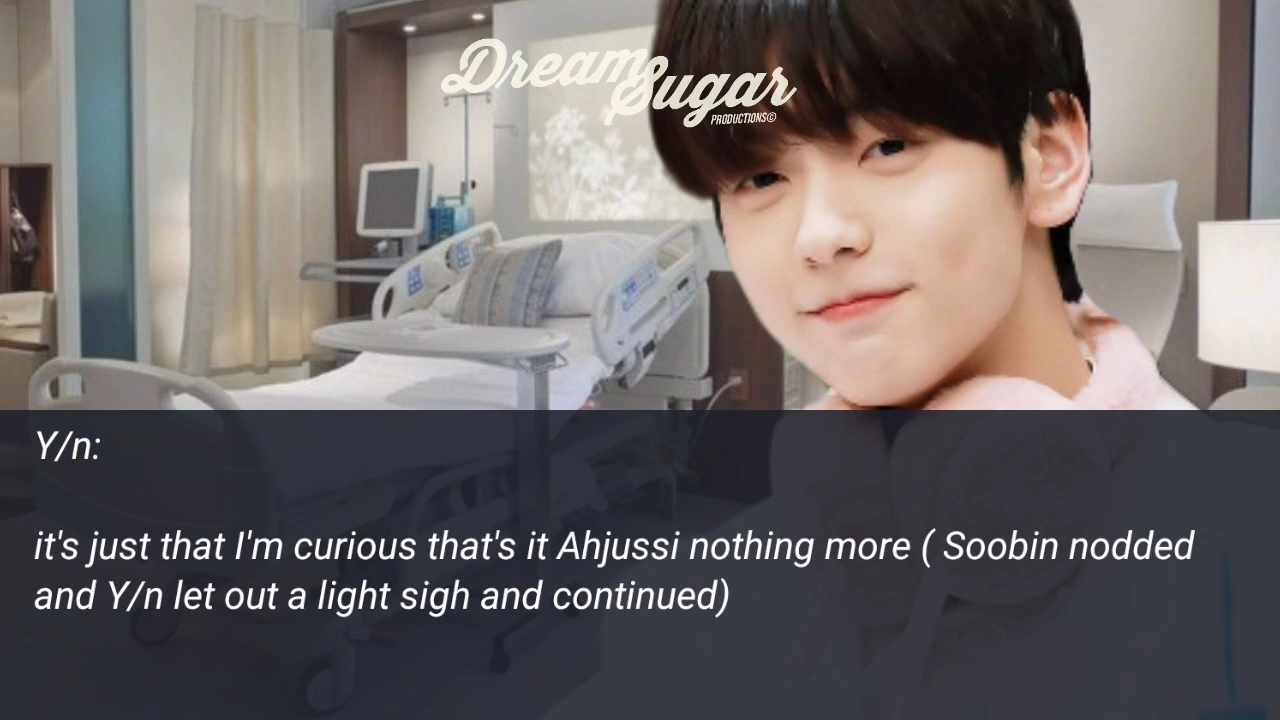 Dream
Sugar
PRODUCTIONS©
Y/n:
it's just that I'm curious that's it Ahjussi nothing more ( Soobin nodded
and Y/n let out a light sigh and continued)